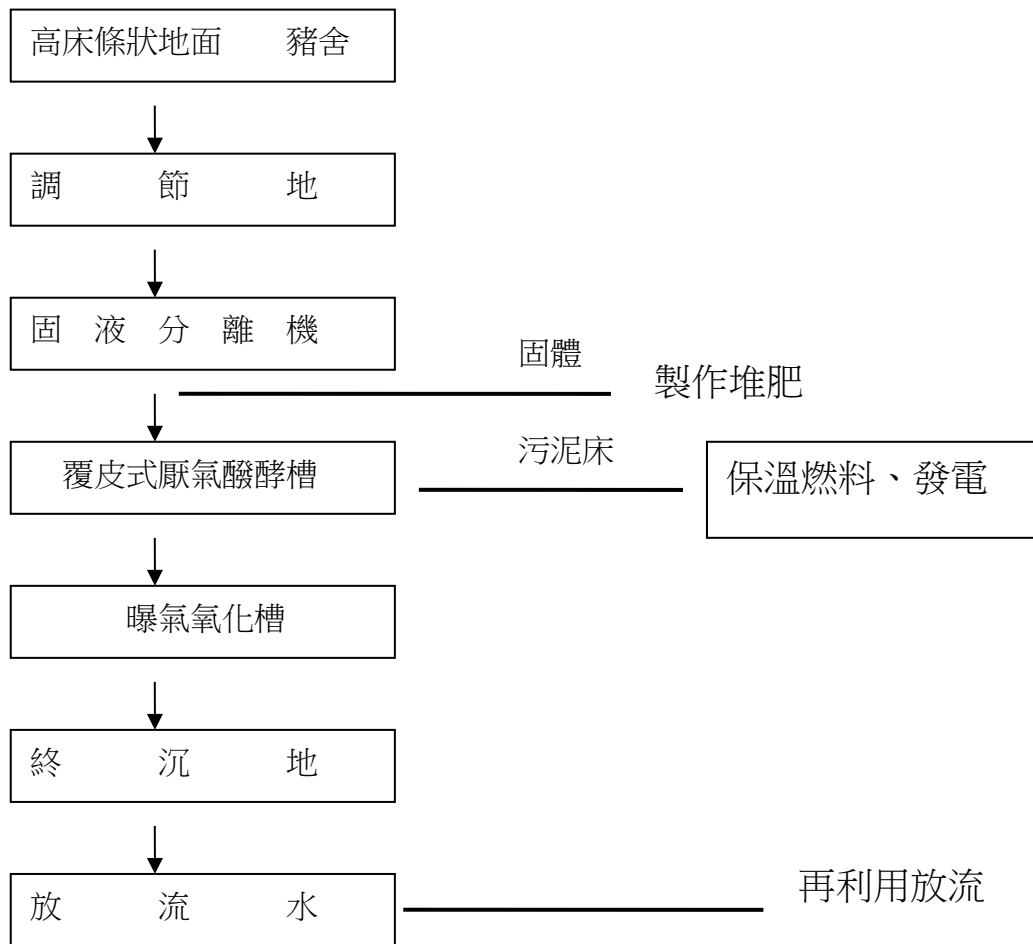 高床條狀地面 豬舍
調 節 地
固 液 分 離 機
固體
製作堆肥
覆皮式厭氣醱酵槽
污泥床
保溫燃料、發電
曝氣氧化槽
終 沉 地
放 流 水
再利用放流